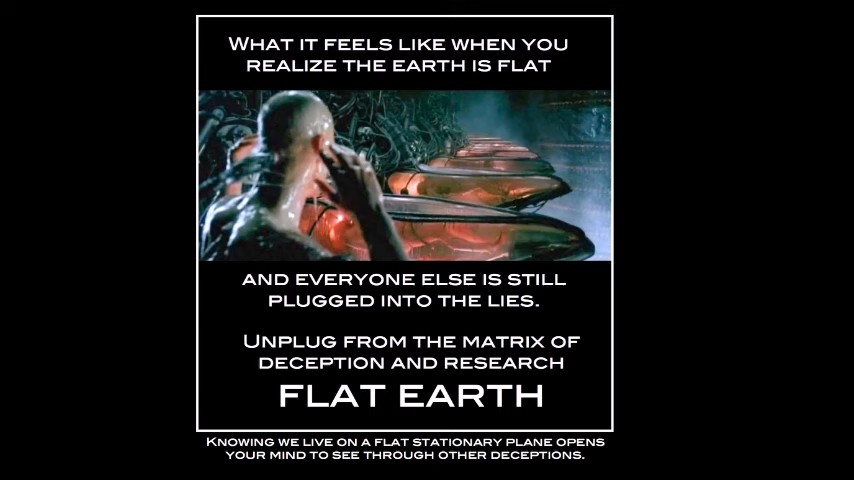 What it feels like when you
realize the earth is flat
and everyone else is still
plugged into the lies.
Unplug from the matrix of
deception and research
FLAT EARTH
Knowing we live on a flat stationary plane opens
your mind to see through other deceptions.